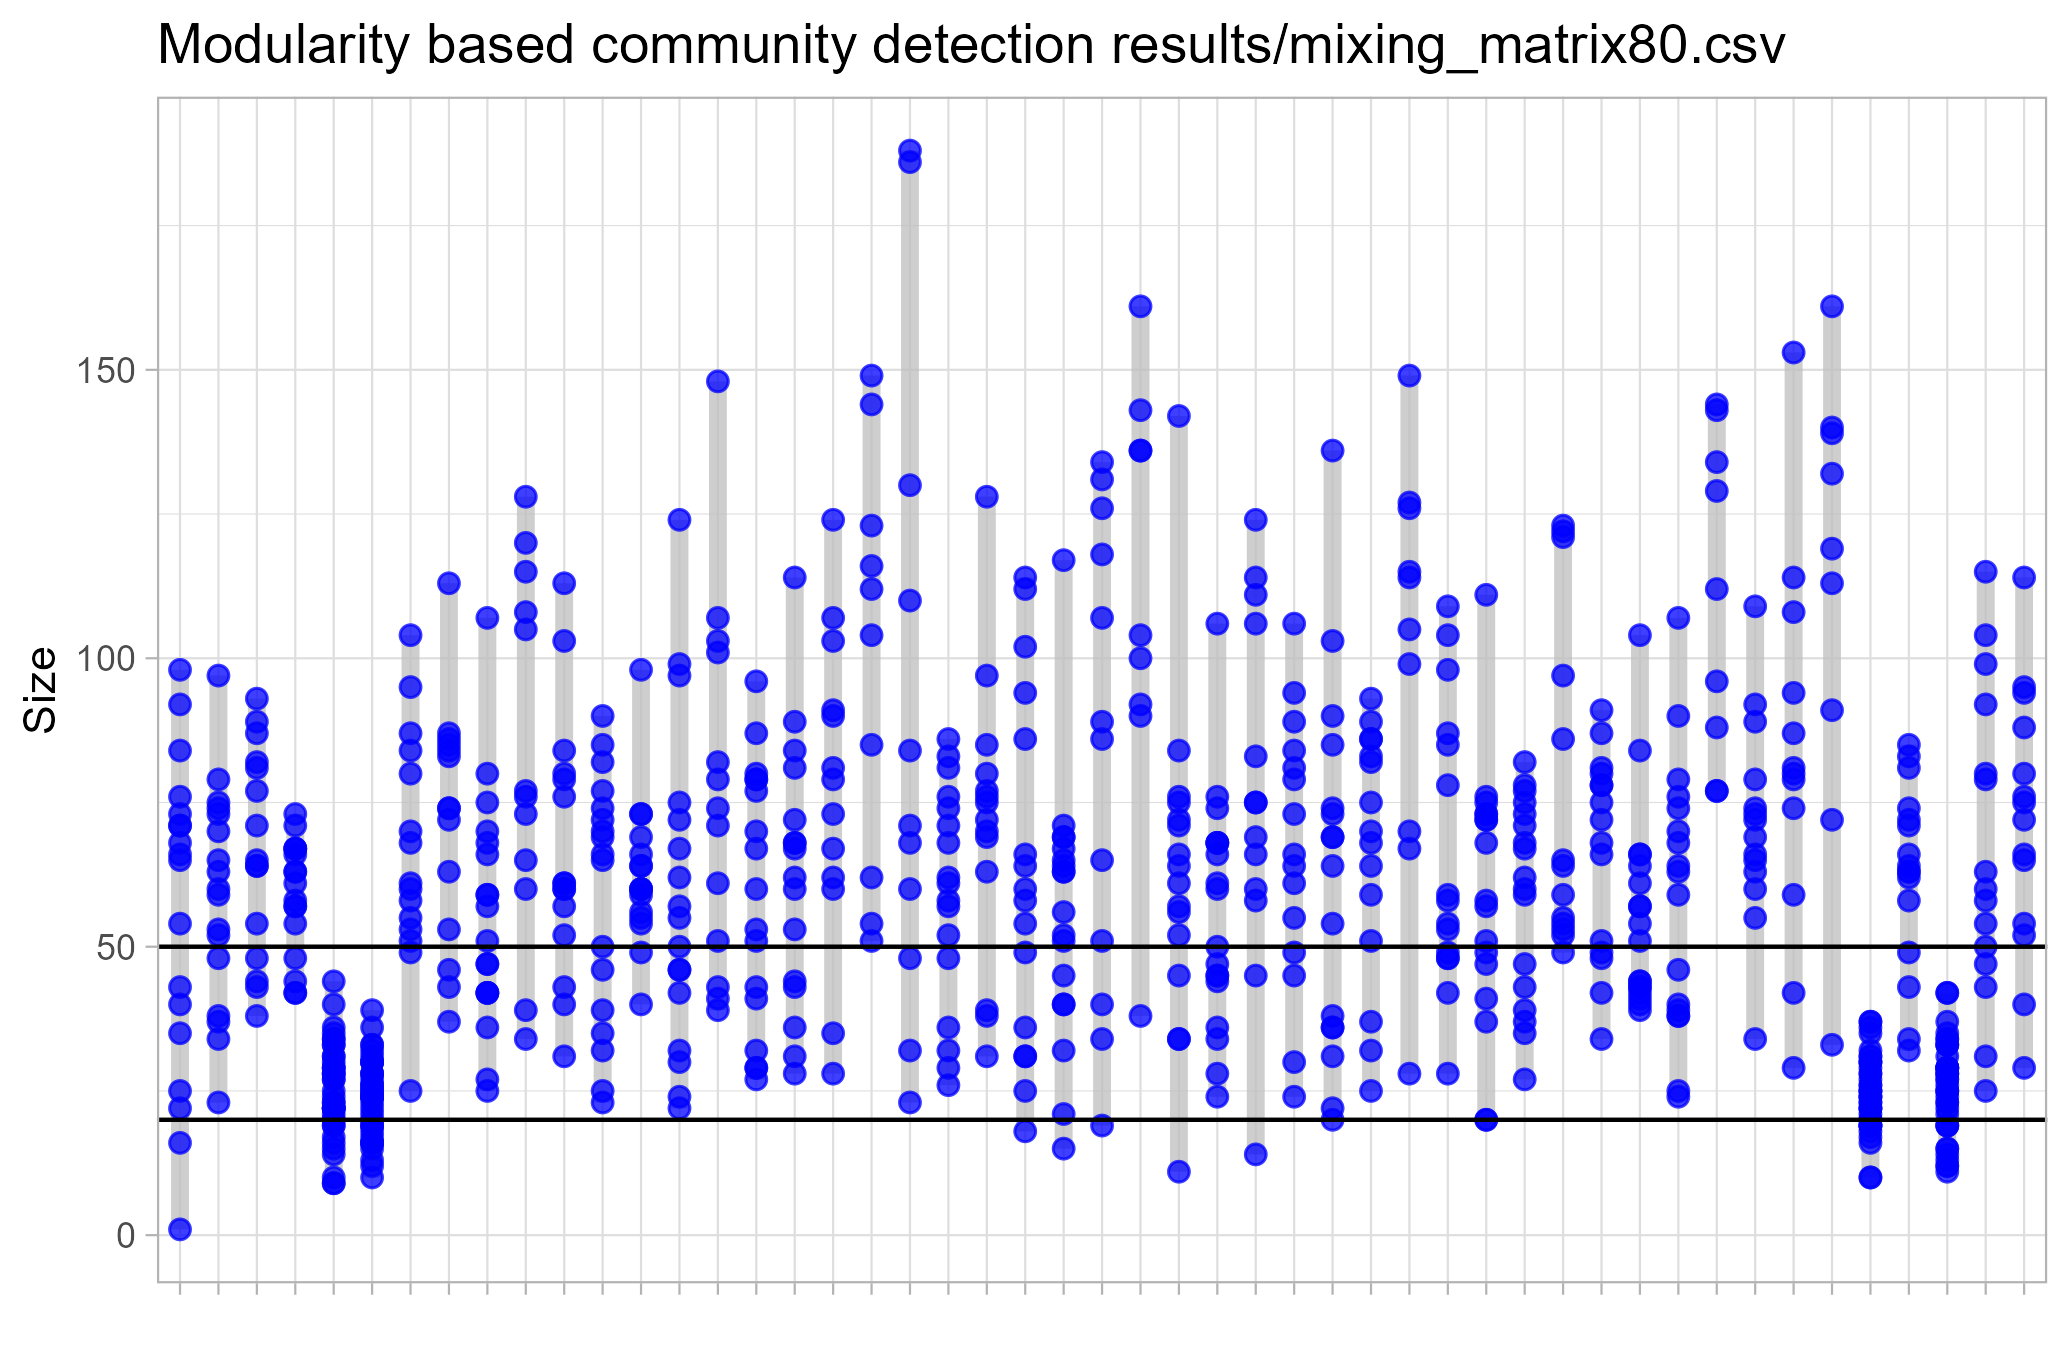 Modularity based community detection results/mixing_matrix80.csv
Size
150
100
50
0